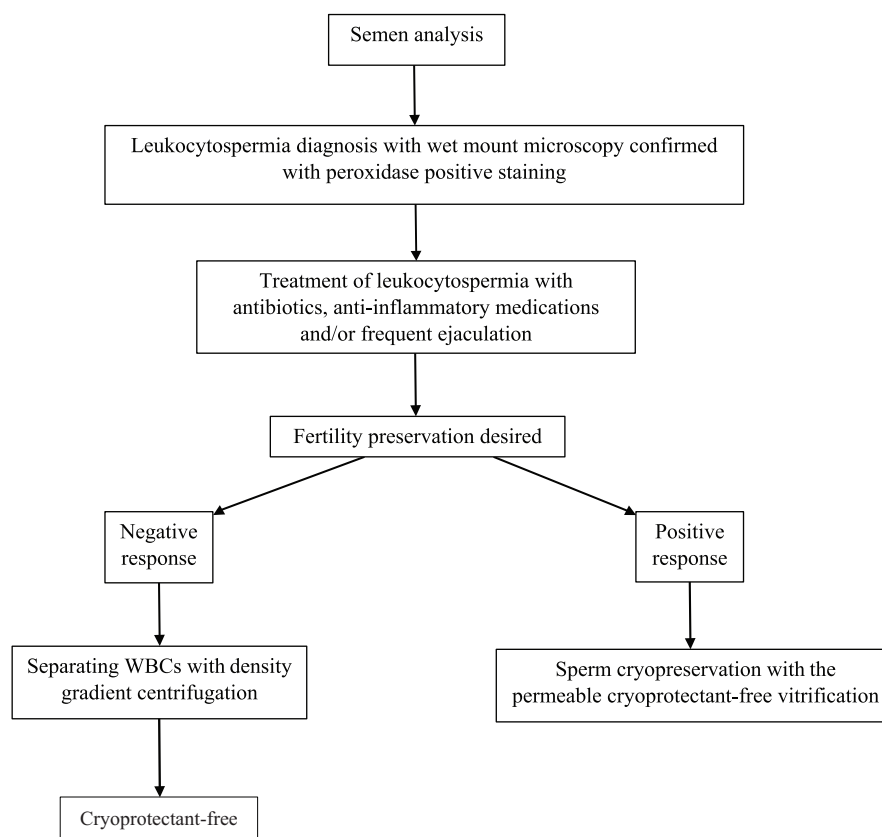 Semen analysis
Leukocytospermia diagnosis with wet mount microscopy confirmed
with peroxidase positive staining
Treatment of leukocytospermia with
antibiotics, anti-inflammatory medications
and/or frequent ejaculation
Fertility preservation desired
Negative
response
Positive
response
Separating WBCs with density
gradient centrifugation
Sperm cryopreservation with the
permeable cryoprotectant-free vitrification
Cryoprotectant-free